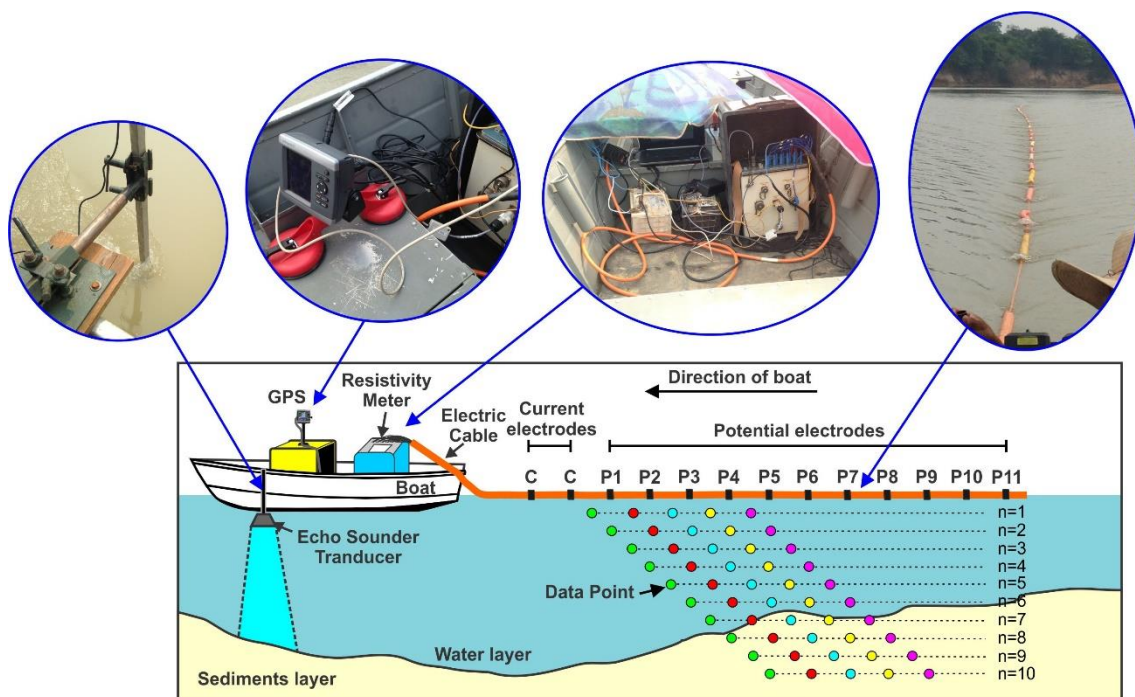 Direction of boat
GPS
Resistivity
Meter
Electric
Cable
Current
electrodes
Potential electrodes
C C P1 P2 P3 P4 P5 P6 P7 P8 P9 P10 P11
Boat
Echo Sounder
Tranducer
n=1
n=2
n=3
n=4
Data Point
n=5
n=6
n=7
n=8
n=9
n=10
Water layer
Sediments layer